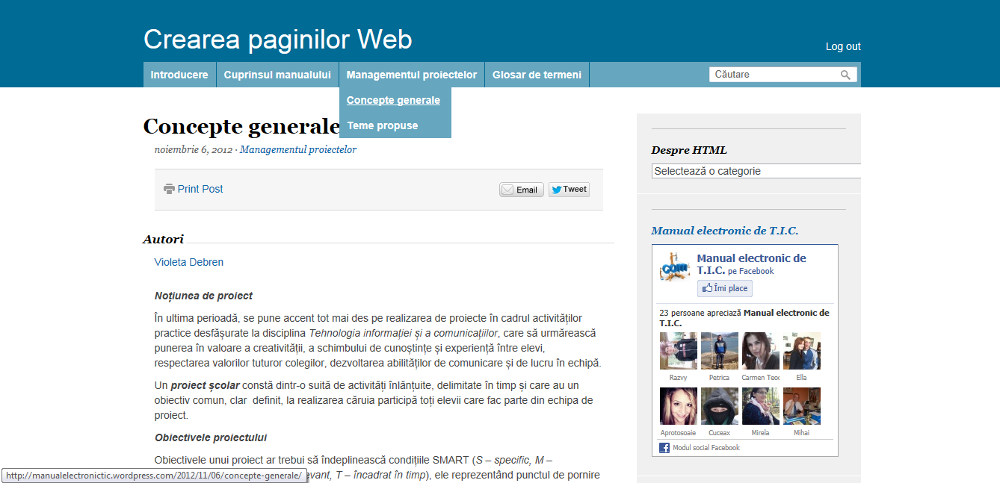 Crearea paginilor Web
Log out
Introducere
Cuprinsul manualului
Managementul proiectelor
Glosar de termeni
Căutare
Concepte generale
Teme propuse
Concepte generale
noiembrie 6, 2012 · Managementul proiectelor
Print Post
Email
Tweet
Autori
Violeta Debren
Noțiunea de proiect
În ultima perioadă, se pune accent tot mai des pe realizarea de proiecte în cadrul activităților
practice desfășurate la disciplina Tehnologia informației și a comunicațiilor, care să urmărească
punerea în valoare a creativității, a schimbului de cunoștințe și experiență între elevi,
respectarea valorilor tuturor colegilor, dezvoltarea abilităților de comunicare și de lucru în echipă.
Un proiect școlar constă dintr-o suită de activități înlănțuite, delimitate în timp și care au un
obiectiv comun, clar definit, la realizarea căruia participă toți elevii care fac parte din echipa de
proiect.
Obiectivele proiectului
Obiectivele unui proiect ar trebui să îndeplinească condițiile SMART (S – specific, M –
evant, T – încadrat în timp), ele reprezentând punctul de pornire
http://manualelectronictic.wordpress.com/2012/11/06/concepte-generale/
Despre HTML
Selectează o categorie
Manual electronic de T.I.C.
Manual electronic de
T.I.C. pe Facebook
Îmi place
23 persoane apreciază Manual electronic de
T.I.C.
Razvy
Petrica
Carmen Teoc
Ella
Aprotosoaie
Cuceax
Mirela
Mihai
Modul social Facebook